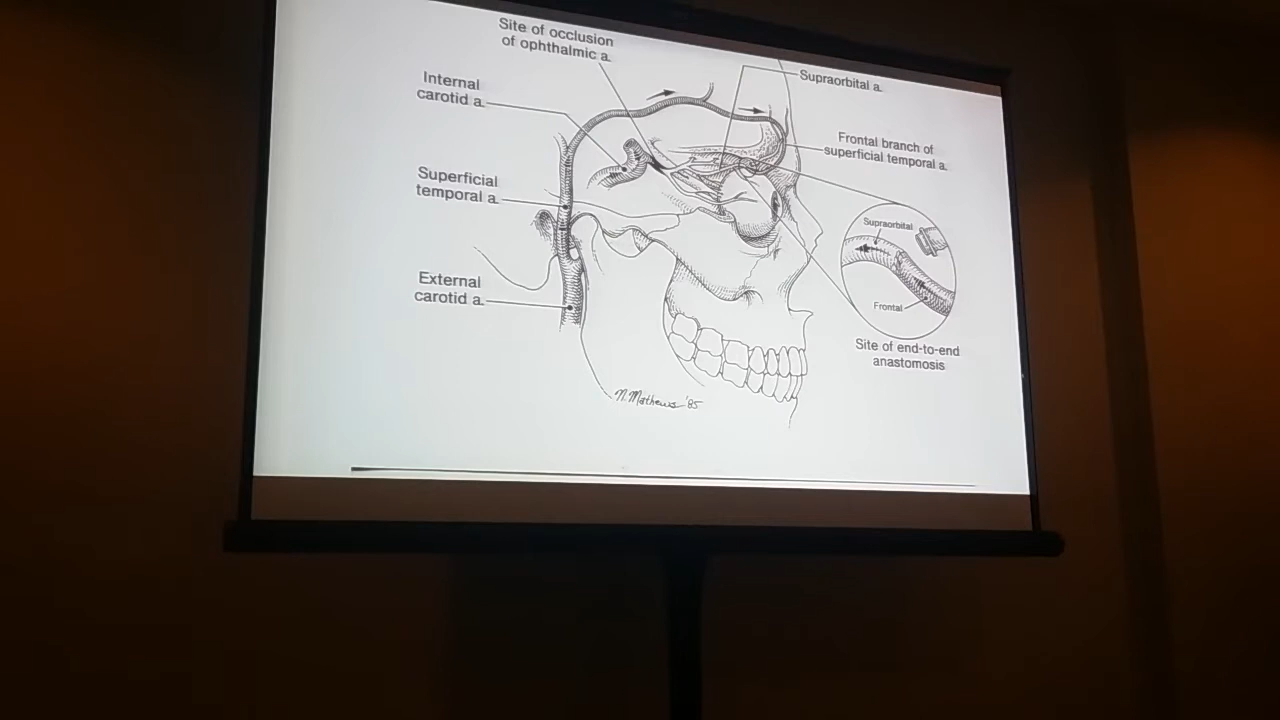 Site of occlusion
of ophthalmic a.
Internal
carotid a.
Supraorbital a.
Frontal branch of
superficial temporal a.
Superficial
temporal a.
Supraorbital
External
carotid a.
Frontal
Site of end-to-end
anastomosis
N. Mathews '85